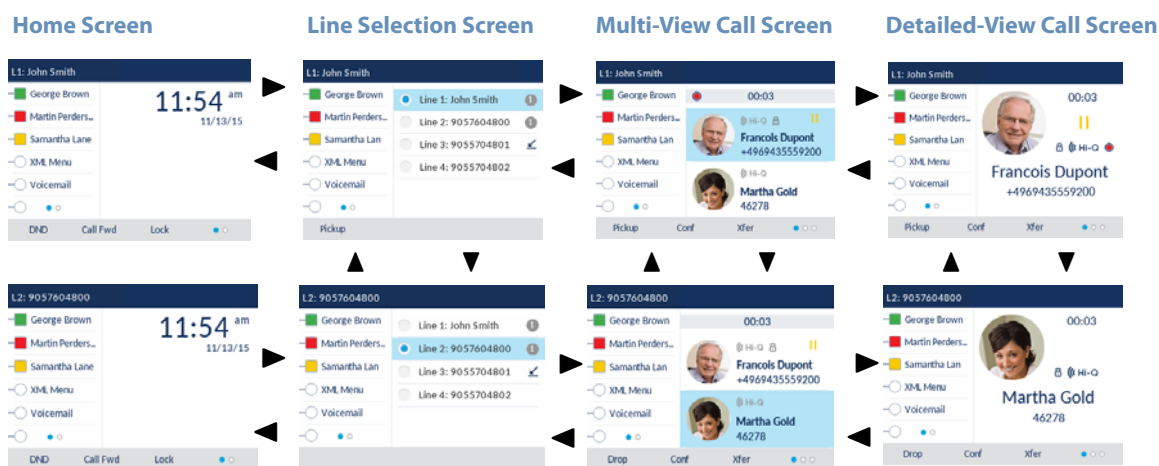 Home Screen
Line Selection Screen
Multi-View Call Screen
Detailed-View Call Screen
L1: John Smith
George Brown
Martin Perders...
Samantha Lane
XML Menu
Voicemail
11:54 am
11/13/15
DND Call Fwd Lock
L1: John Smith
George Brown
Martin Perders...
Samantha Lan
XML Menu
Voicemail
Line 1: John Smith 1
Line 2: 9057604800 1
Line 3: 9055704801
Line 4: 9055704802
Pickup
L1: John Smith
George Brown
Martin Perders...
Samantha Lan
XML Menu
Voicemail
00:03
Hi-Q
Francois Dupont
+4969435559200
Hi-Q
Martha Gold
46278
Pickup Conf Xfer
L1: John Smith
George Brown
Martin Perders...
Samantha Lan
XML Menu
Voicemail
00:03
Hi-Q
Francois Dupont
+4969435559200
Pickup Conf Xfer
L2: 9057604800
George Brown
Martin Perders...
Samantha Lane
XML Menu
Voicemail
11:54 am
11/13/15
DND Call Fwd Lock
L2: 9057604800
George Brown
Martin Perders...
Samantha Lan
XML Menu
Voicemail
Line 1: John Smith 1
Line 2: 9057604800 1
Line 3: 9055704801
Line 4: 9055704802
L2: 9057604800
George Brown
Martin Perders...
Samantha Lan
XML Menu
Voicemail
00:03
Hi-Q
Francois Dupont
+4969435559200
Hi-Q
Martha Gold
46278
Drop Conf Xfer
L2: 9057604800
George Brown
Martin Perders...
Samantha Lan
XML Menu
Voicemail
00:03
Hi-Q
Martha Gold
46278
Drop Conf Xfer